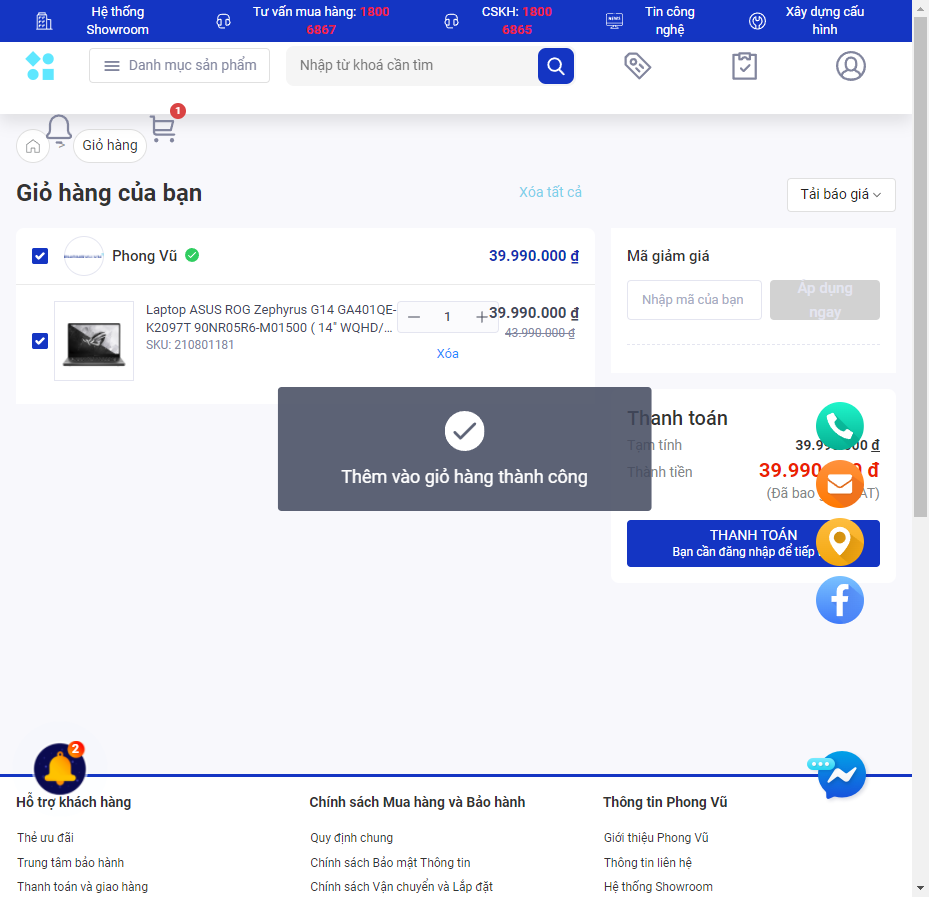 Hệ thống
Showroom
Tư vấn mua hàng: 1800
6867
CSKH: 1800
6865
NEWS
Tin công
nghệ
Xây dựng cấu
hình
Danh mục sản phẩm
Nhập từ khoá cần tìm
1
Giỏ hàng
Giỏ hàng của bạn
Xóa tất cả
Tải báo giá
Phong Vũ
39.990.000 ₫
Laptop ASUS ROG Zephyrus G14 GA401QE-
K2097T 90NR05R6-M01500 ( 14" WQHD/...
SKU: 210801181
1
39.990.000 ₫
43.990.000 ₫
Xóa
Mã giảm giá
Nhập mã của bạn
Áp dụng
ngay
Thêm vào giỏ hàng thành công
Thanh toán
Tạm tính
39.990.000 ₫
Thành tiền
39.990.000 ₫
(Đã bao gồm VAT)
THANH TOÁN
Bạn cần đăng nhập để tiếp
2
Hỗ trợ khách hàng
Thẻ ưu đãi
Trung tâm bảo hành
Thanh toán và giao hàng
Chính sách Mua hàng và Bảo hành
Quy định chung
Chính sách Bảo mật Thông tin
Chính sách Vận chuyển và Lắp đặt
Thông tin Phong Vũ
Giới thiệu Phong Vũ
Thông tin liên hệ
Hệ thống Showroom